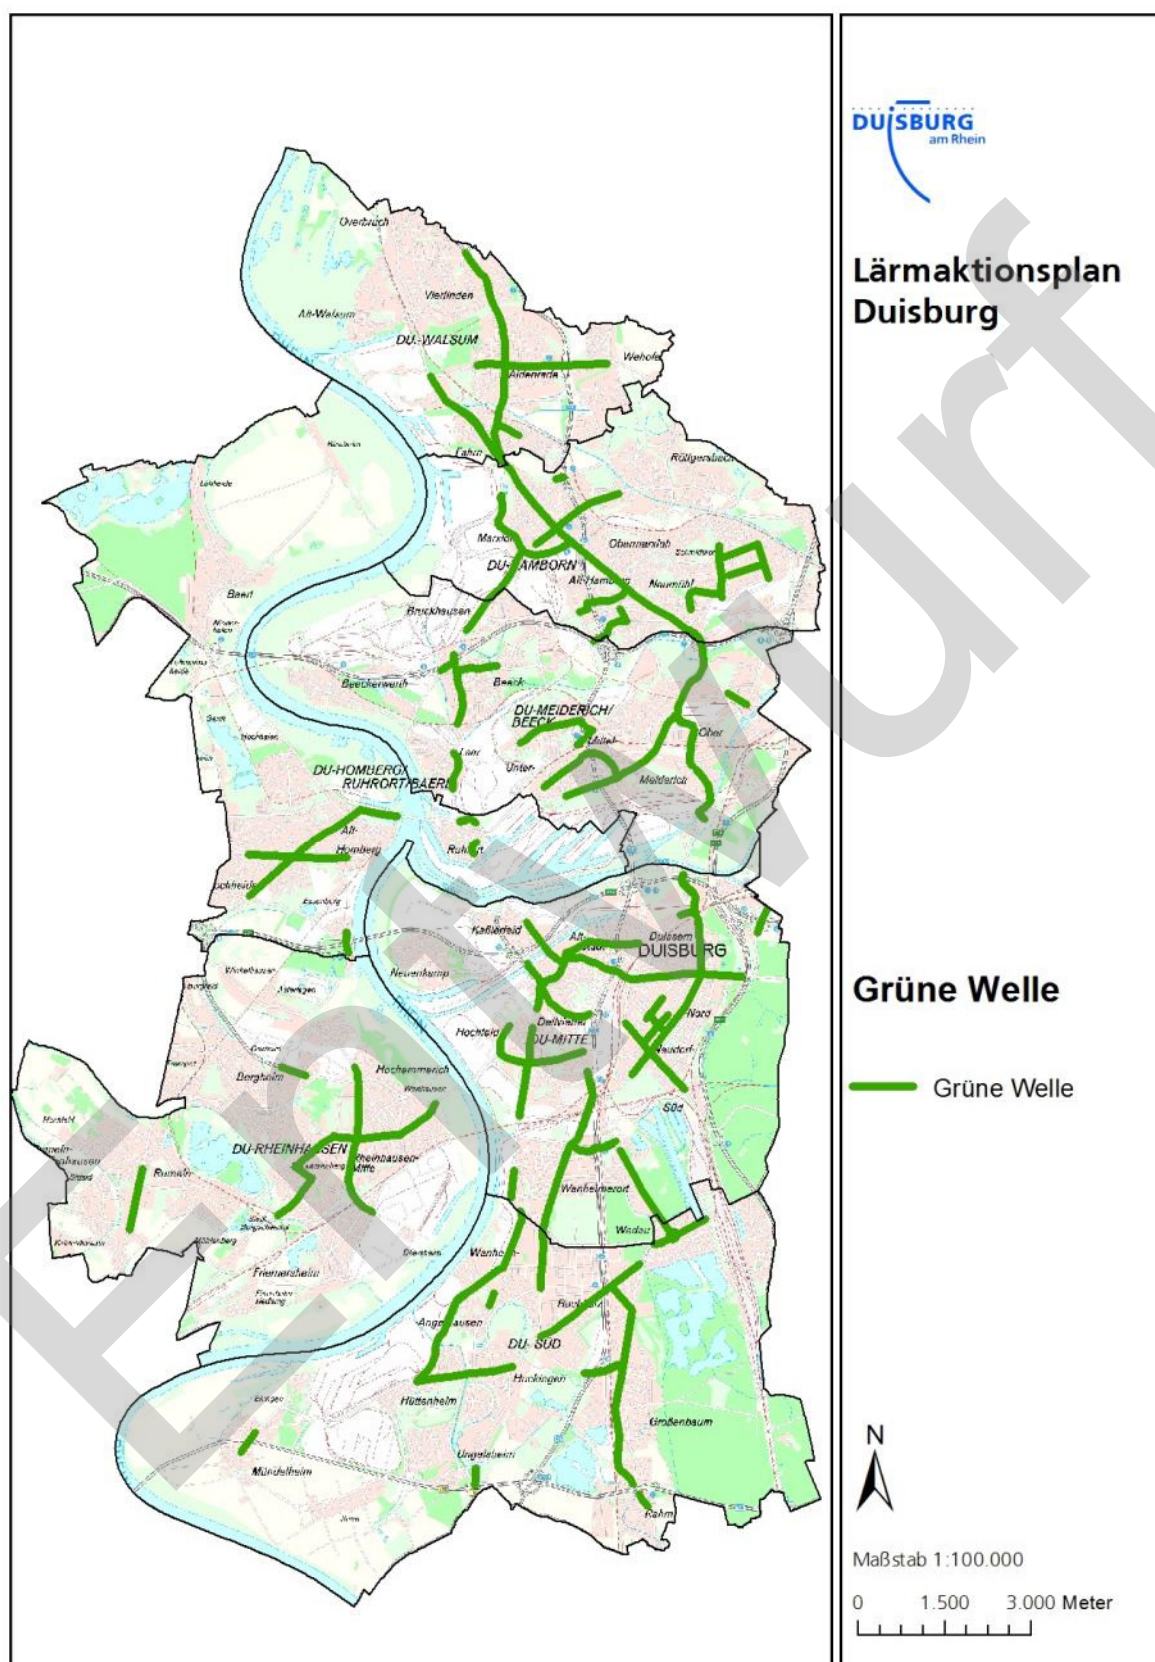 DUISBURG
am Rhein
Lärmaktionsplan
Duisburg
Grüne Welle
Grüne Welle
N
Maßstab 1:100.000
0 1.500 3.000 Meter
Entwurf
Overbruch
Vierlinden
Alt-Walsum
DU.-WALSUM
Wehofe
Aldenrade
Fahrn
Röttgersbach
Marxloh
Obermarxloh
DU-HAMBORN
Alt-Hamborn
Neumühl
Baerl
Bruckhausen
Beeckerwerth
Beeck
DU-MEIDERICH/
BEECK
Mittel-
Ober
Laar
Unter-
Meiderich
DU-HOMBERG/
RUHRORT/BAERL
Alt-
Homberg
Ruhrort
Hochheide
Essenberg
Kaßlerfeld
Alt-
stadt
Duissern
DUISBURG
Neuenkamp
Nord
Hochfeld
Dellviertel
DU-MITTE
Neudorf-
Süd
Bergheim
Hochemmerich
DU-RHEINHAUSEN
Rheinhausen-
Mitte
Rumeln
Wanheimerort
Wedau
Wanheim-
Friemersheim
Angerhausen
Buchholz
DU- SÜD
Huckingen
Hüttenheim
Großenbaum
Ungelsheim
Mündelheim
Rahm